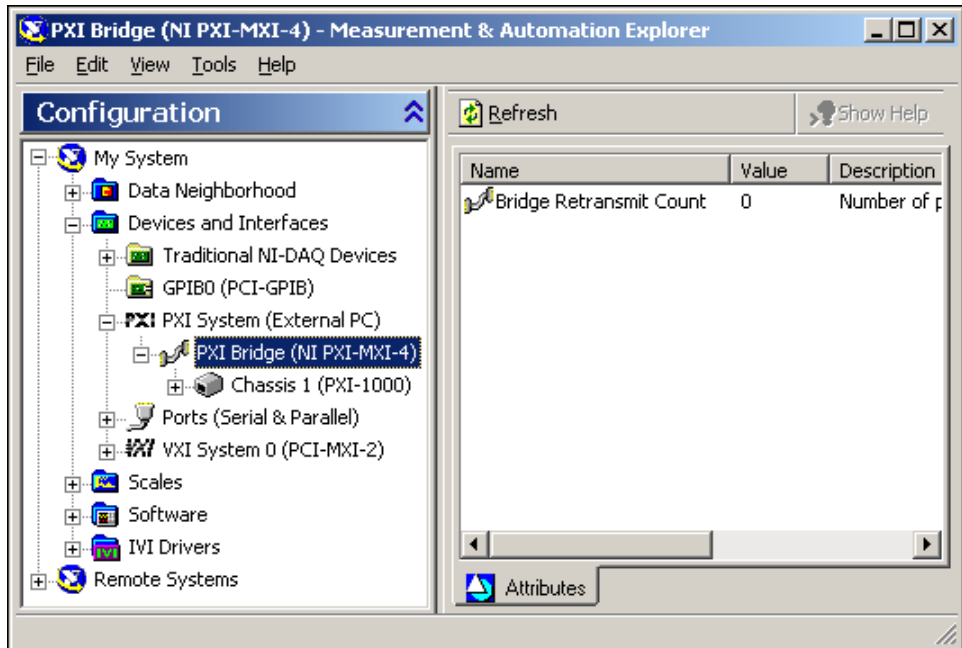 PXI Bridge (NI PXI-MXI-4) - Measurement & Automation Explorer
File Edit View Tools Help
Configuration
My System
Data Neighborhood
Devices and Interfaces
Traditional NI-DAQ Devices
GPIB0 (PCI-GPIB)
PXI PXI System (External PC)
PXI Bridge (NI PXI-MXI-4)
Chassis 1 (PXI-1000)
Ports (Serial & Parallel)
VXI VXI System 0 (PCI-MXI-2)
Scales
Software
IVI IVI Drivers
Remote Systems
Refresh Show Help
Name Value Description
Bridge Retransmit Count 0 Number of
Attributes